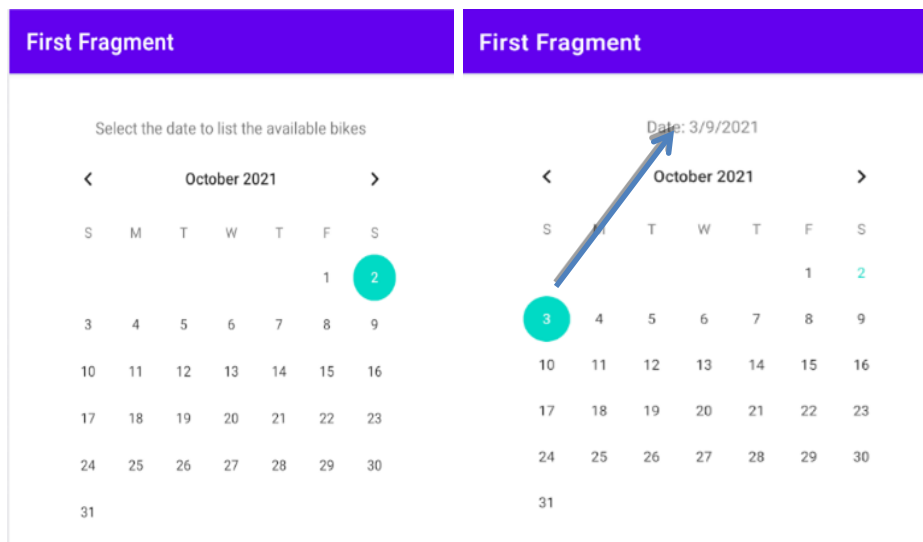 First Fragment
Select the date to list the available bikes
October 2021
S M T W T F S
1 2
3 4 5 6 7 8 9
10 11 12 13 14 15 16
17 18 19 20 21 22 23
24 25 26 27 28 29 30
31
First Fragment
Date: 3/9/2021
October 2021
S M T W T F S
1 2
3 4 5 6 7 8 9
10 11 12 13 14 15 16
17 18 19 20 21 22 23
24 25 26 27 28 29 30
31